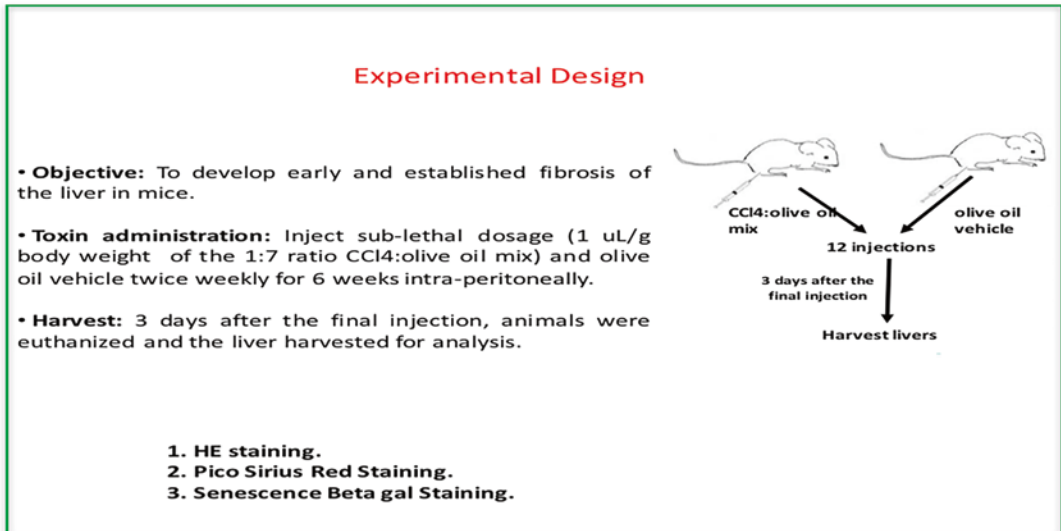 Experimental Design
• Objective: To develop early and established fibrosis of
the liver in mice.
• Toxin administration: Inject sub-lethal dosage (1 uL/g
body weight of the 1:7 ratio CCl4:olive oil mix) and olive
oil vehicle twice weekly for 6 weeks intra-peritoneally.
• Harvest: 3 days after the final injection, animals were
euthanized and the liver harvested for analysis.
CCl4:olive oil
mix
olive oil
vehicle
12 injections
3 days after the
final injection
Harvest livers
1. HE staining.
2. Pico Sirius Red Staining.
3. Senescence Beta gal Staining.